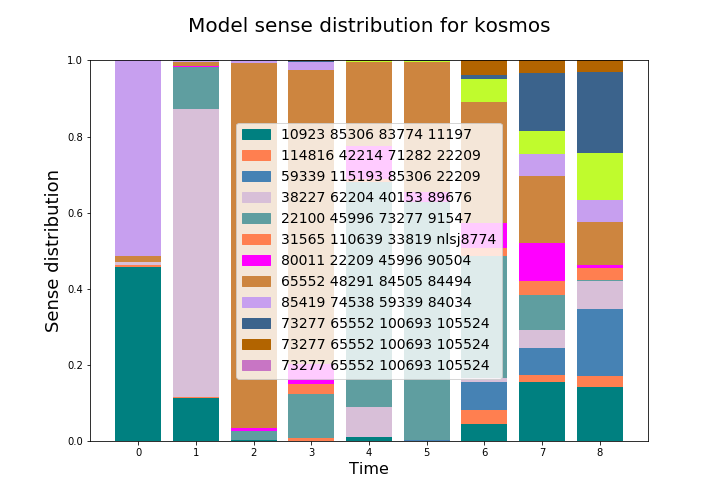 Model sense distribution for kosmos
Sense distribution
1.0
0.8
0.6
0.4
0.2
0.0
10923 85306 83774 11197
114816 42214 71282 22209
59339 115193 85306 22209
38227 62204 40153 89676
22100 45996 73277 91547
31565 110639 33819 nlsj8774
80011 22209 45996 90504
65552 48291 84505 84494
85419 74538 59339 84034
73277 65552 100693 105524
73277 65552 100693 105524
73277 65552 100693 105524
0 1 2 3 4 5 6 7 8
Time